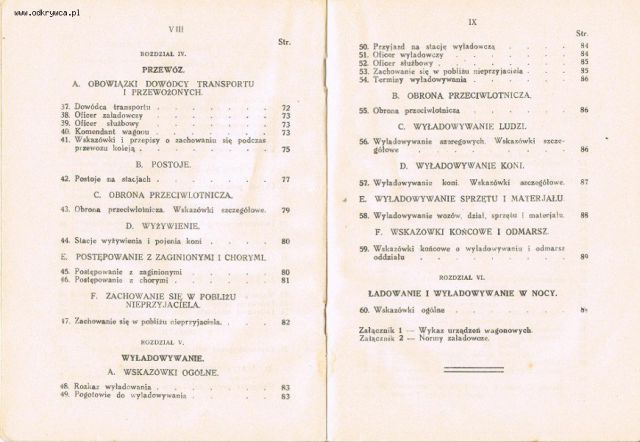 www.odkrywca.pl
VIII
Str.
ROZDZIAŁ IV.
PRZEWÓZ.
A. OBOWIĄZKI DOWÓDCY TRANSPORTU
I PRZEWOŻONYCH.
37. Dowódca transportu . . . . . . . . 72
38. Oficer załadowczy . . . . . . . . 73
39. Oficer służbowy . . . . . . . . 73
40. Komendant wagonu . . . . . . . . 73
41. Wskazówki i przepisy o zachowaniu się podczas
przewozu koleją . . . . . . . . 75
B. POSTOJE.
42. Postoje na stacjach . . . . . . . . 77
C. OBRONA PRZECIWLOTNICZA.
43. Obrona przeciwlotnicza. Wskazówki szczegółowe. 79
D. WYŻYWIENIE.
44. Stacje wyżywienia i pojenia koni . . . . . 80
E. POSTĘPOWANIE Z ZAGINIONYMI I CHORYMI.
45. Postępowanie z zaginionymi . . . . . . 80
46. Postępowanie z chorymi . . . . . . . 81
F. ZACHOWANIE SIĘ W POBLIŻU
NIEPRZYJACIELA.
47. Zachowanie się w pobliżu nieprzyjaciela. . . . 82
ROZDZIAŁ V.
WYŁADOWYWANIE.
A. WSKAZÓWKI OGÓLNE.
48. Rozkaz wyładowania . . . . . . . . 83
49. Pogotowie do wyładowywania . . . . . . 83
IX
Str.
50. Przyjazd na stację wyładowczą . . . . . 84
51. Oficer wyładowczy . . . . . . . . 84
52. Oficer służbowy . . . . . . . . 85
53. Zachowanie się w pobliżu nieprzyjaciela . . . 85
54. Terminy wyładowywania . . . . . . . 86
B. OBRONA PRZECIWLOTNICZA.
55. Obrona przeciwlotnicza . . . . . . . 86
C. WYŁADOWYWANIE LUDZI.
56. Wyładowywanie szeregowych. Wskazówki szcze-
gółowe . . . . . . . . 86
D. WYŁADOWYWANIE KONI.
57. Wyładowywanie koni. Wskazówki szczegółowe. 87
E. WYŁADOWYWANIE SPRZĘTU I MATERJAŁU.
58. Wyładowywanie wozów, dział, sprzętu i materjału. 88
F. WSKAZÓWKI KOŃCOWE I ODMARSZ.
59. Wskazówki końcowe o wyładowywaniu i odmarsz
oddziału . . . . . . . . 89
ROZDZIAŁ VI.
ŁADOWANIE I WYŁADOWYWANIE W NOCY.
60. Wskazówki ogólne . . . . . . . .
Załącznik 1 — Wykaz urządzeń wagonowych.
Załącznik 2 — Normy załadowcze.